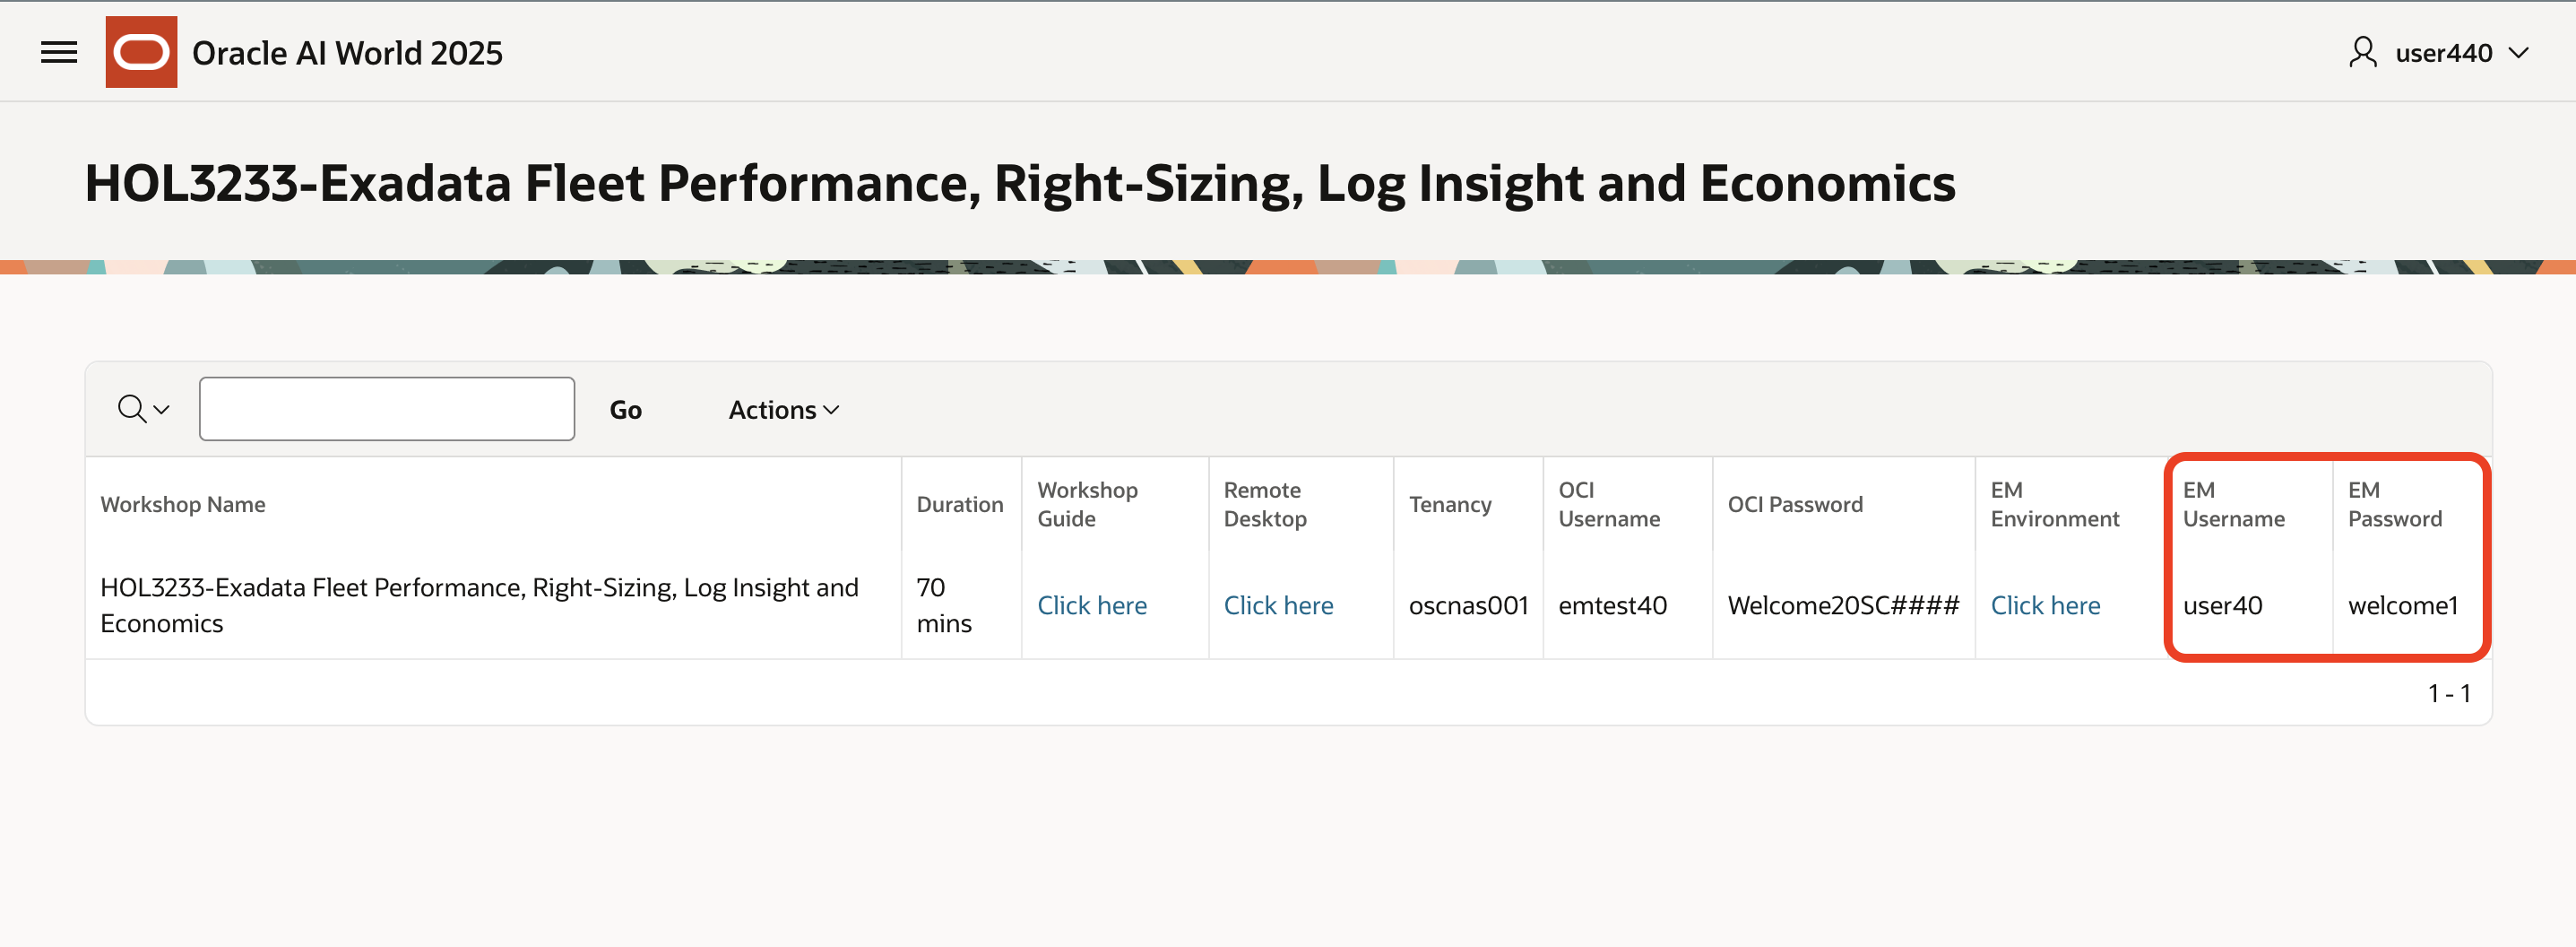 Oracle AI World 2025
user440
HOL3233-Exadata Fleet Performance, Right-Sizing, Log Insight and Economics
Go
Actions
Workshop Name
Duration
Workshop
Guide
Remote
Desktop
Tenancy
OCI
Username
OCI Password
EM
Environment
EM
Username
EM
Password
HOL3233-Exadata Fleet Performance, Right-Sizing, Log Insight and
Economics
70
mins
Click here
Click here
oscnas001
emtest40
Welcome20SC####
Click here
user40
welcome1
1 - 1